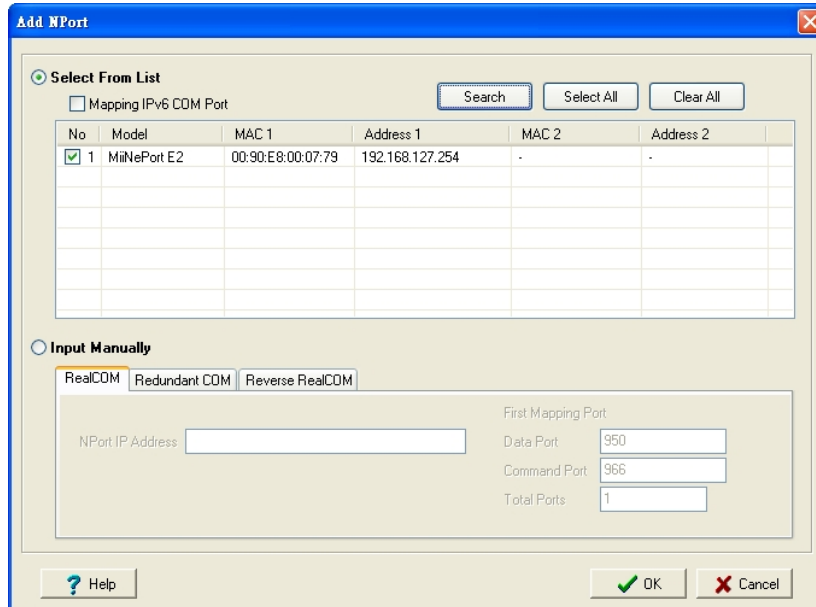 Add NPort
Select From List
Mapping IPv6 COM Port
Search
Select All
Clear All
No Model MAC 1 Address 1 MAC 2 Address 2
1 MiiNePort E2 00:90:E8:00:07:79 192.168.127.254 - -
Input Manually
RealCOM Redundant COM Reverse RealCOM
First Mapping Port
NPort IP Address
Data Port 950
Command Port 966
Total Ports 1
? Help
OK
Cancel